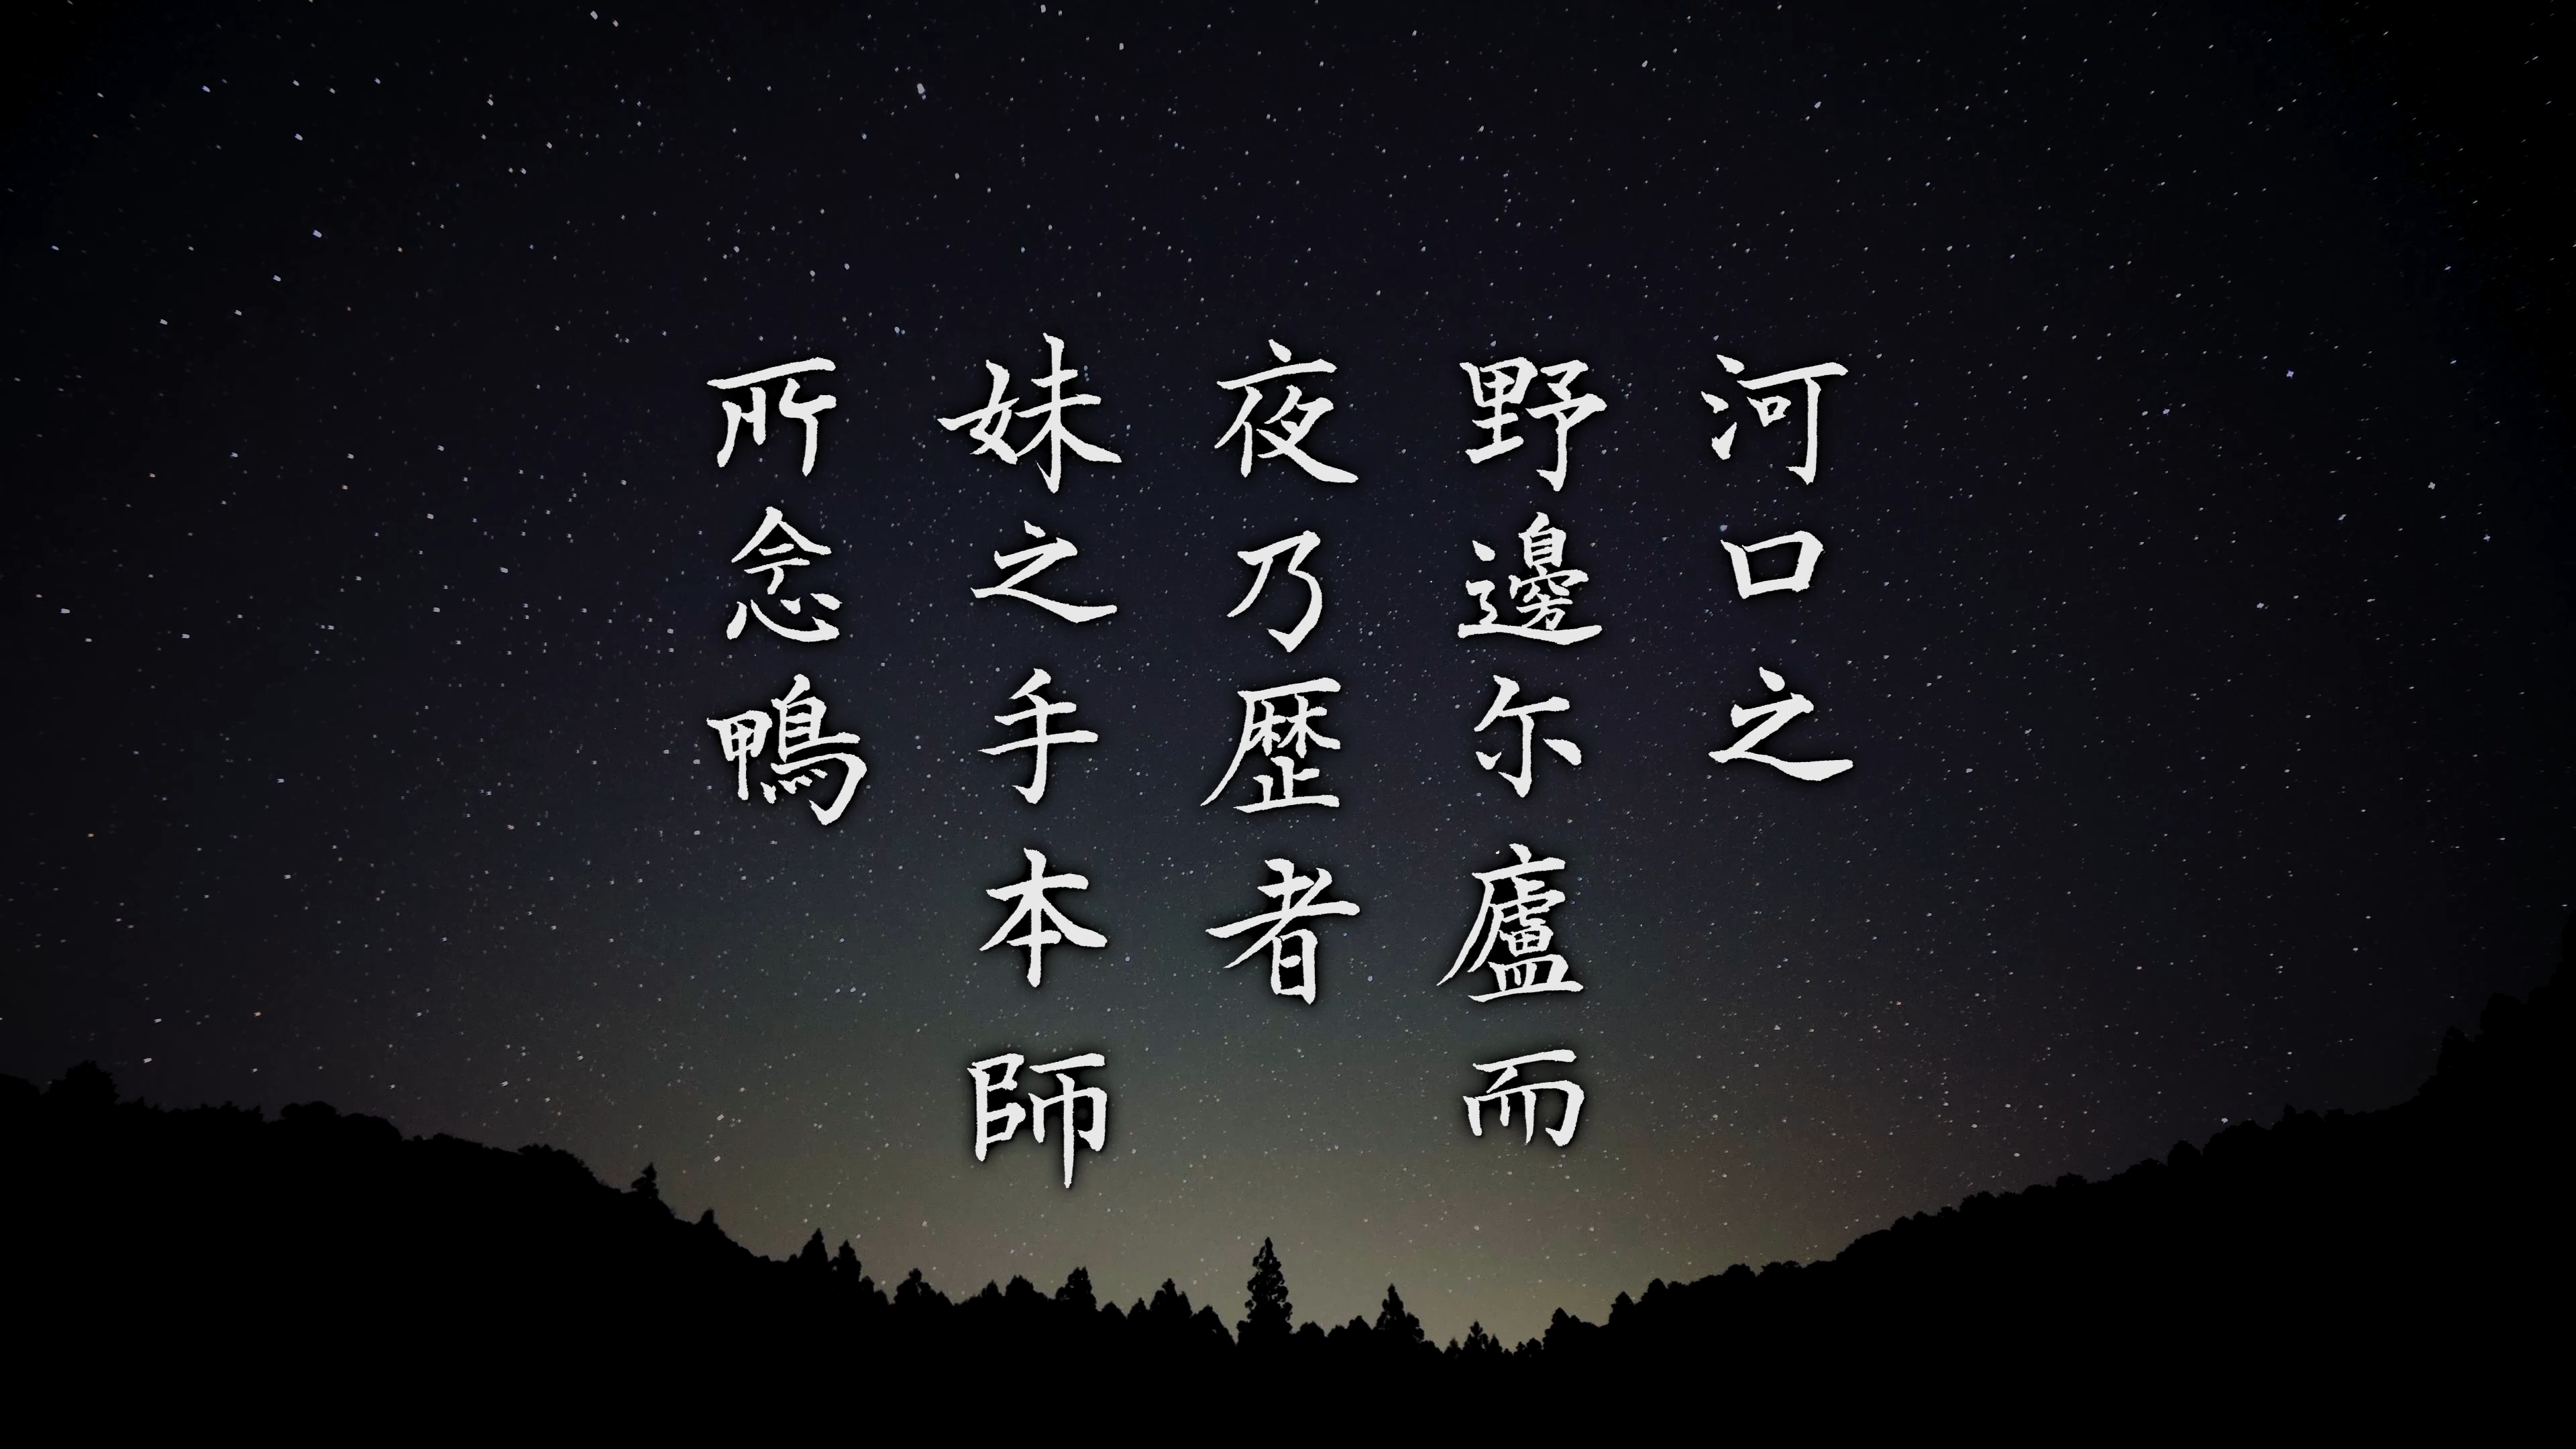 河口之
野邊尓廬而
夜乃歴者
妹之手本師
所念鴨